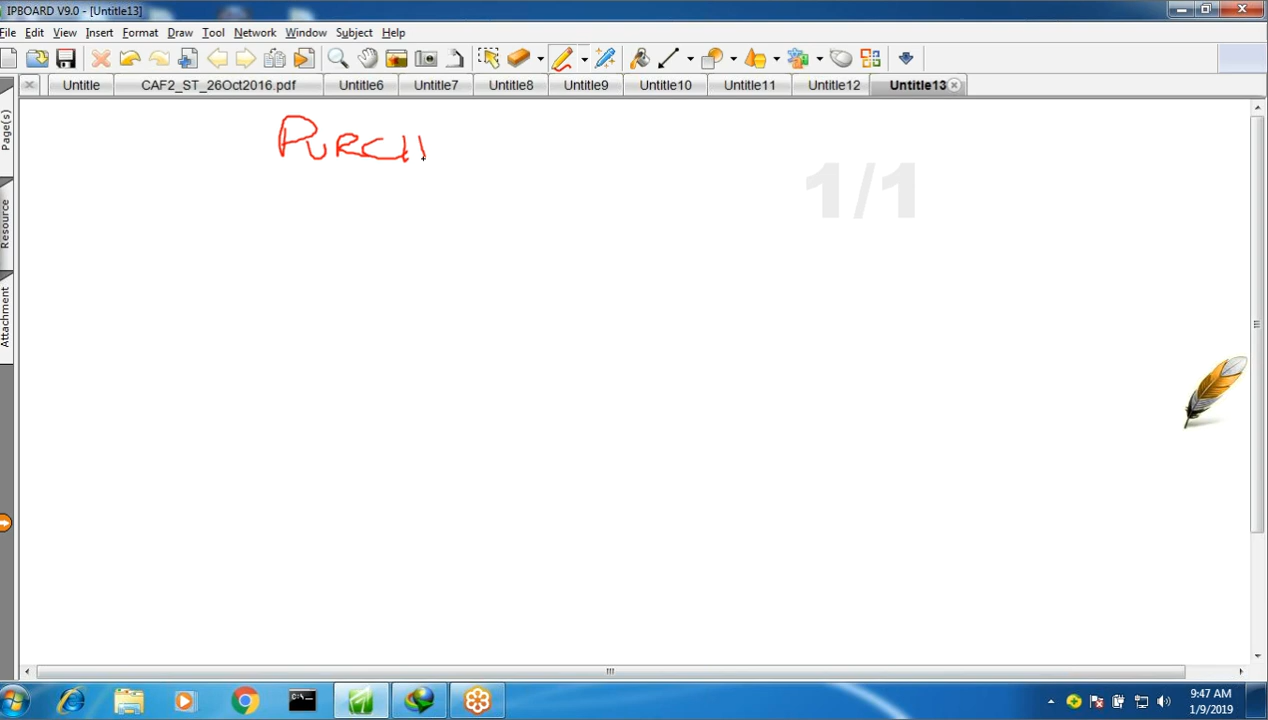 IPBOARD V9.0 - [Untitle13]
File Edit View Insert Format Draw Tool Network Window Subject Help
Untitle CAF2_ST_26Oct2016.pdf Untitle6 Untitle7 Untitle8 Untitle9 Untitle10 Untitle11 Untitle12 Untitle13
Page(s)
Resource
Attachment
PURCH
1/1
9:47 AM
1/9/2019